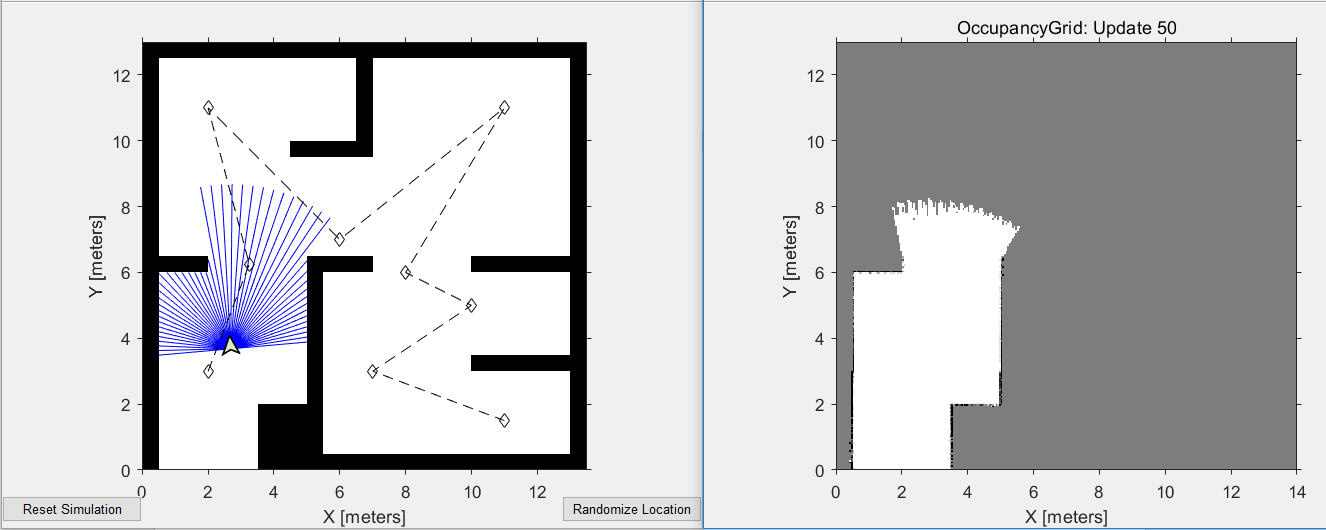 OccupancyGrid: Update 50
12
10
8
6
4
2
0
Y [meters]
0 2 4 6 8 10 12
X [meters]
Reset Simulation
Randomize Location
12
10
8
6
4
2
0
Y [meters]
0 2 4 6 8 10 12 14
X [meters]